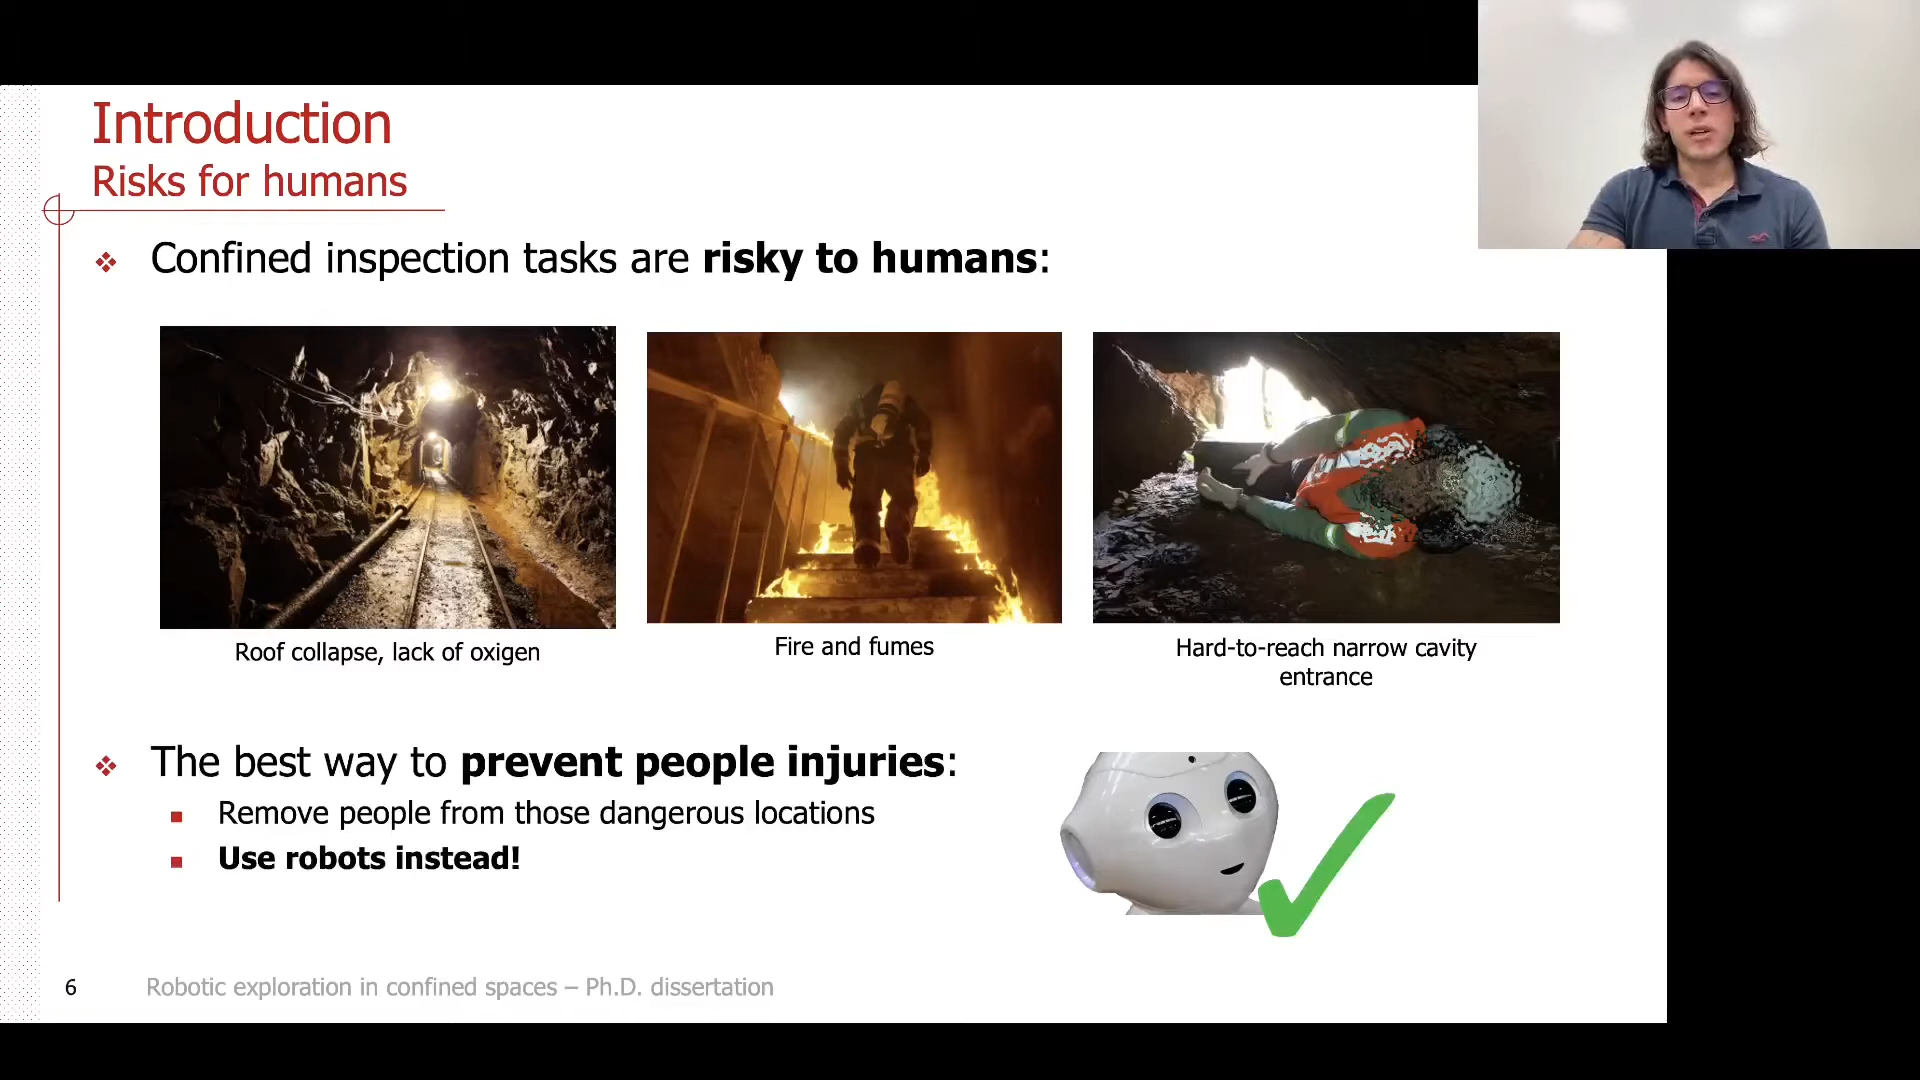 Introduction
Risks for humans
Confined inspection tasks are risky to humans:
Roof collapse, lack of oxigen
Fire and fumes
Hard-to-reach narrow cavity
entrance
The best way to prevent people injuries:
Remove people from those dangerous locations
Use robots instead!
6 Robotic exploration in confined spaces – Ph.D. dissertation